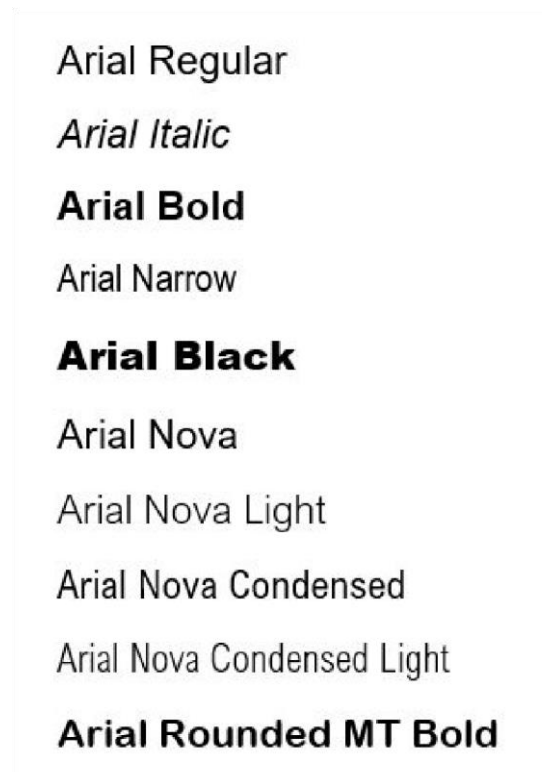 Arial Regular
Arial Italic
Arial Bold
Arial Narrow
Arial Black
Arial Nova
Arial Nova Light
Arial Nova Condensed
Arial Nova Condensed Light
Arial Rounded MT Bold